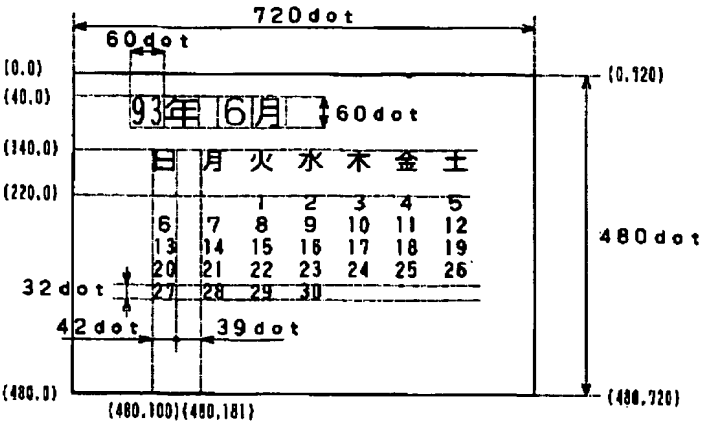 720dot
60dot
(0.0)
(0.920)
(40.0)
93年 6月
60dot
(340.0)
日 月 火 水 木 金 土
(220.0)
1 2 3 4 5
6 7 8 9 10 11 12
480dot
13 14 15 16 17 18 19
20 21 22 23 24 25 26
32dot
27 28 29 30
42dot 39dot
(480.0)
(480.720)
(480.100)(480.181)